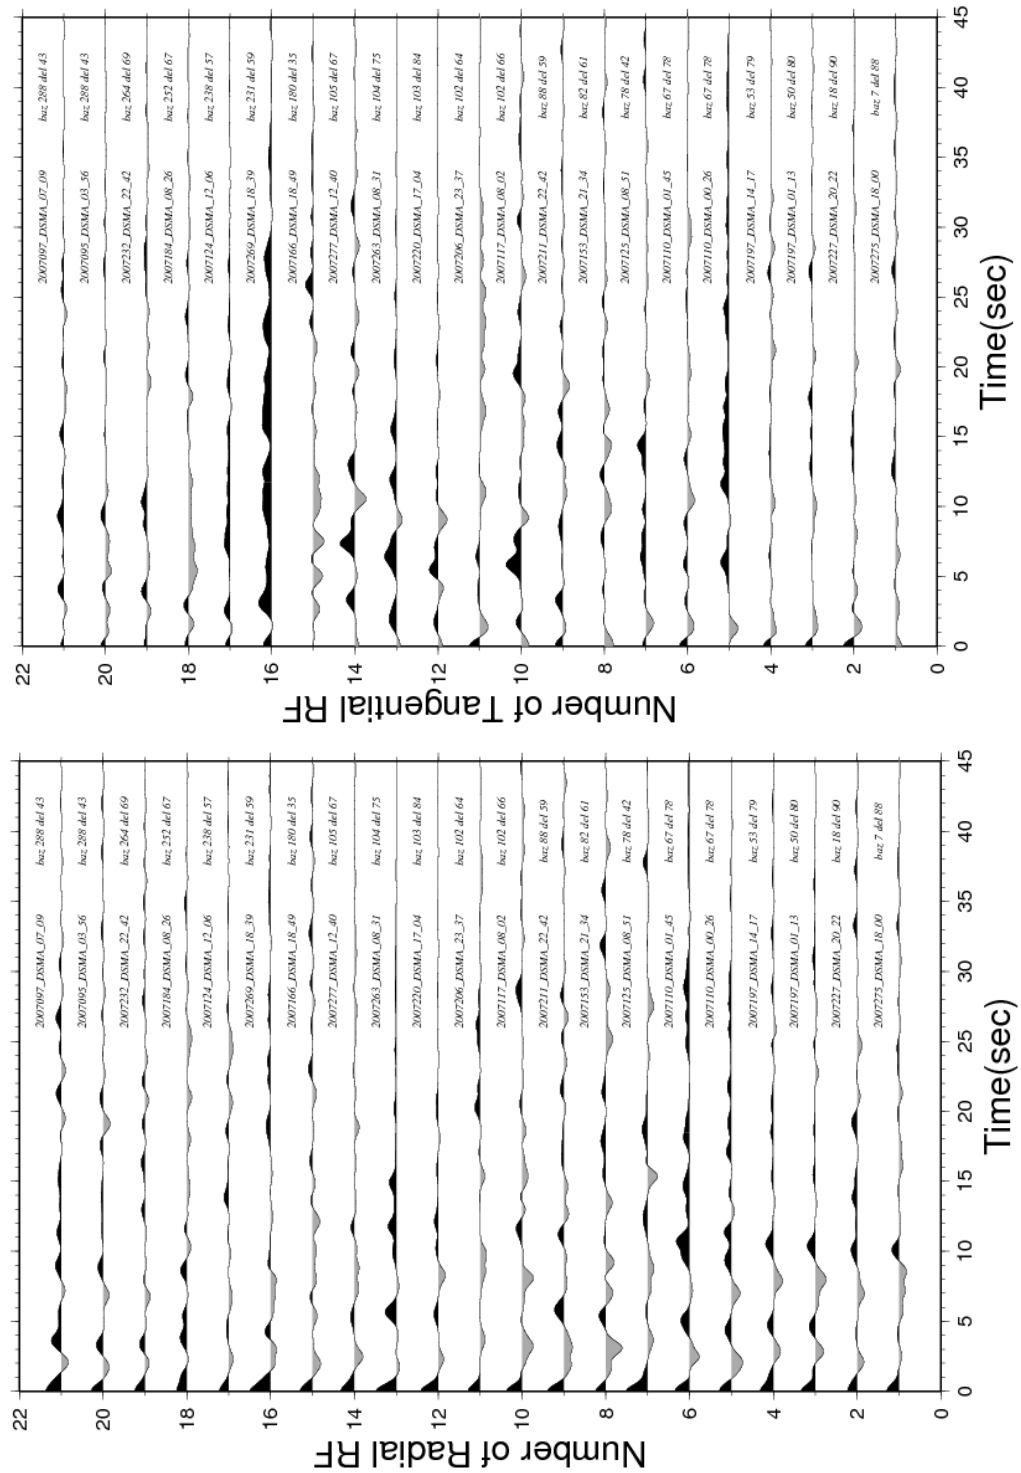 22
20
18
16
14
12
10
8
6
4
2
0
Number of Radial RF
2007097_DSMA_07_09 baz 288 del 43
2007095_DSMA_03_56 baz 288 del 43
2007232_DSMA_22_42 baz 264 del 69
2007184_DSMA_08_26 baz 252 del 67
2007124_DSMA_12_06 baz 238 del 57
2007269_DSMA_18_39 baz 231 del 59
2007166_DSMA_18_49 baz 180 del 35
2007277_DSMA_12_40 baz 105 del 67
2007263_DSMA_08_31 baz 104 del 75
2007220_DSMA_17_04 baz 103 del 84
2007206_DSMA_23_37 baz 102 del 64
2007117_DSMA_08_02 baz 102 del 66
2007211_DSMA_22_42 baz 88 del 59
2007153_DSMA_21_34 baz 82 del 61
2007125_DSMA_08_51 baz 78 del 42
2007110_DSMA_01_45 baz 67 del 78
2007110_DSMA_00_26 baz 67 del 78
2007197_DSMA_14_17 baz 53 del 79
2007197_DSMA_01_13 baz 50 del 80
2007227_DSMA_20_22 baz 18 del 90
2007275_DSMA_18_00 baz 7 del 88
0 5 10 15 20 25 30 35 40 45
Time(sec)
22
20
18
16
14
12
10
8
6
4
2
0
Number of Tangential RF
2007097_DSMA_07_09 baz 288 del 43
2007095_DSMA_03_56 baz 288 del 43
2007232_DSMA_22_42 baz 264 del 69
2007184_DSMA_08_26 baz 252 del 67
2007124_DSMA_12_06 baz 238 del 57
2007269_DSMA_18_39 baz 231 del 59
2007166_DSMA_18_49 baz 180 del 35
2007277_DSMA_12_40 baz 105 del 67
2007263_DSMA_08_31 baz 104 del 75
2007220_DSMA_17_04 baz 103 del 84
2007206_DSMA_23_37 baz 102 del 64
2007117_DSMA_08_02 baz 102 del 66
2007211_DSMA_22_42 baz 88 del 59
2007153_DSMA_21_34 baz 82 del 61
2007125_DSMA_08_51 baz 78 del 42
2007110_DSMA_01_45 baz 67 del 78
2007110_DSMA_00_26 baz 67 del 78
2007197_DSMA_14_17 baz 53 del 79
2007197_DSMA_01_13 baz 50 del 80
2007227_DSMA_20_22 baz 18 del 90
2007275_DSMA_18_00 baz 7 del 88
0 5 10 15 20 25 30 35 40 45
Time(sec)